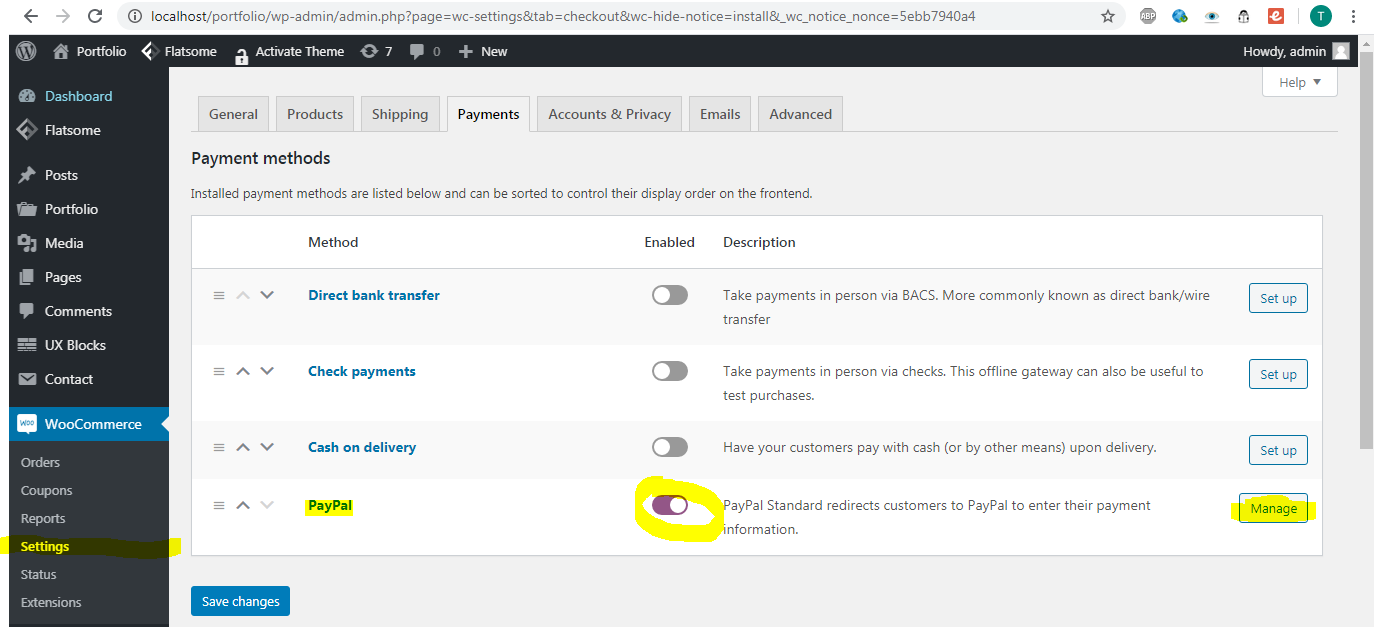 localhost/portfolio/wp-admin/admin.php?page=wc-settings&tab=checkout&wc-hide-notice=install&_wc_notice_nonce=5ebb7940a4
ABP
T
Portfolio Flatsome Activate Theme 7 0 New Howdy, admin
Help
Dashboard
Flatsome
Posts
Portfolio
Media
Pages
Comments
UX Blocks
Contact
WOO WooCommerce
Orders
Coupons
Reports
Settings
Status
Extensions
General Products Shipping Payments Accounts & Privacy Emails Advanced
Payment methods
Installed payment methods are listed below and can be sorted to control their display order on the frontend.
Method Enabled Description
Direct bank transfer Take payments in person via BACS. More commonly known as direct bank/wire
transfer
Set up
Check payments Take payments in person via checks. This offline gateway can also be useful to
test purchases.
Set up
Cash on delivery Have your customers pay with cash (or by other means) upon delivery.
Set up
PayPal PayPal Standard redirects customers to PayPal to enter their payment
information.
Manage
Save changes